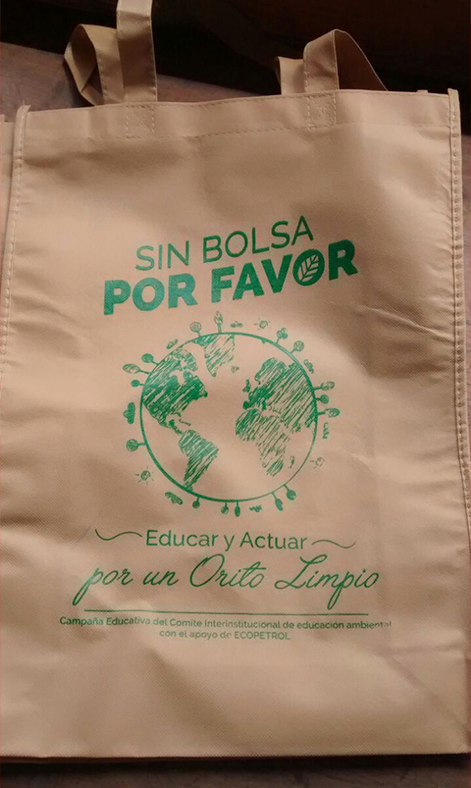 SIN BOLSA
POR FAVOR
Educar y Actuar
por un Orito Limpio
Campaña Educativa del Comite Interinstitucional de educación ambiental
con el apoyo de ECOPETROL